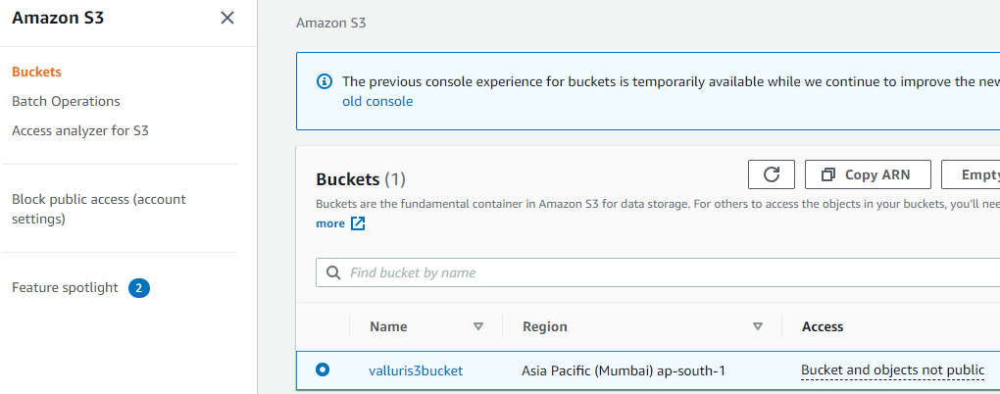 Amazon S3
Buckets
Batch Operations
Access analyzer for S3
Block public access (account
settings)
Feature spotlight 2
Amazon S3
The previous console experience for buckets is temporarily available while we continue to improve the new
old console
Buckets (1)
Copy ARN
Empty
Buckets are the fundamental container in Amazon S3 for data storage. For others to access the objects in your buckets, you'll nee
more
Find bucket by name
Name Region Access
valluris3bucket Asia Pacific (Mumbai) ap-south-1 Bucket and objects not public